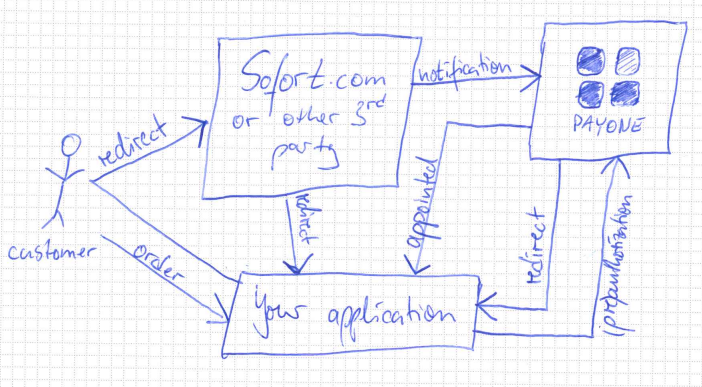 Sofort.com
or other 3rd
party
notification
PAYONE
redirect
customer
order
redirect
appointed
redirect
(pre)authorization
Your application